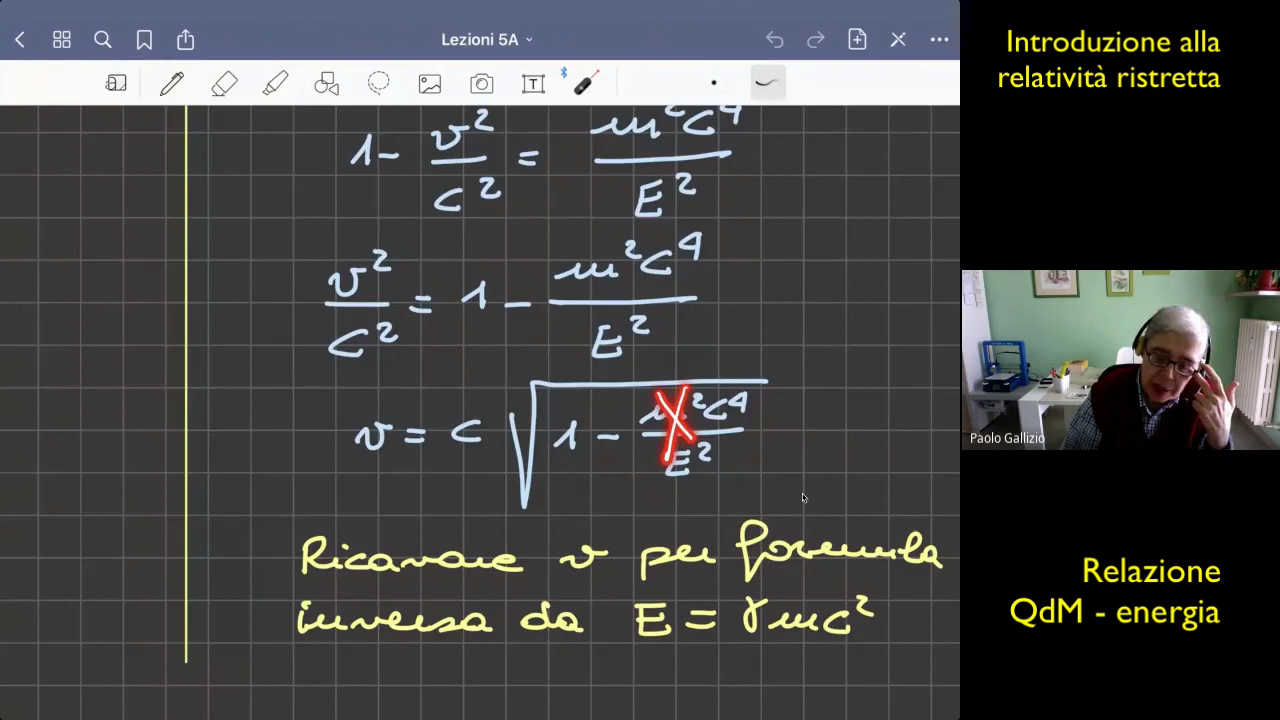 Lezioni 5A
Introduzione alla
relatività ristretta
1 - v²/c² = m²c⁴/E²
v²/c² = 1 - m²c⁴/E²
v = c √(1 - m²c⁴/E²)
Paolo Gallizio
Ricavare v per formula
inversa da E = γmc²
Relazione
QdM - energia